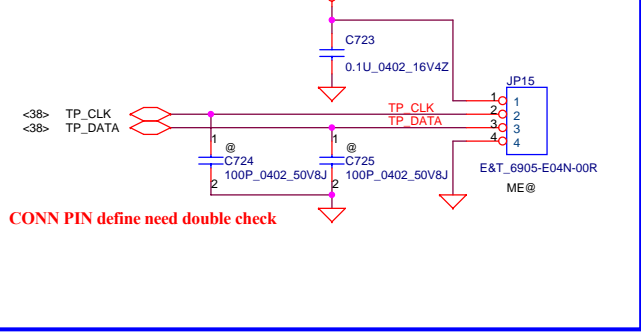 C723
0.1U_0402_16V4Z
JP15
1 1
<38> TP_CLK TP_CLK 2 2
<38> TP_DATA TP_DATA 3 3
4 4
1 @ 1 @
C724 C725
100P_0402_50V8J 100P_0402_50V8J
2 2
E&T_6905-E04N-00R
ME@
CONN PIN define need double check